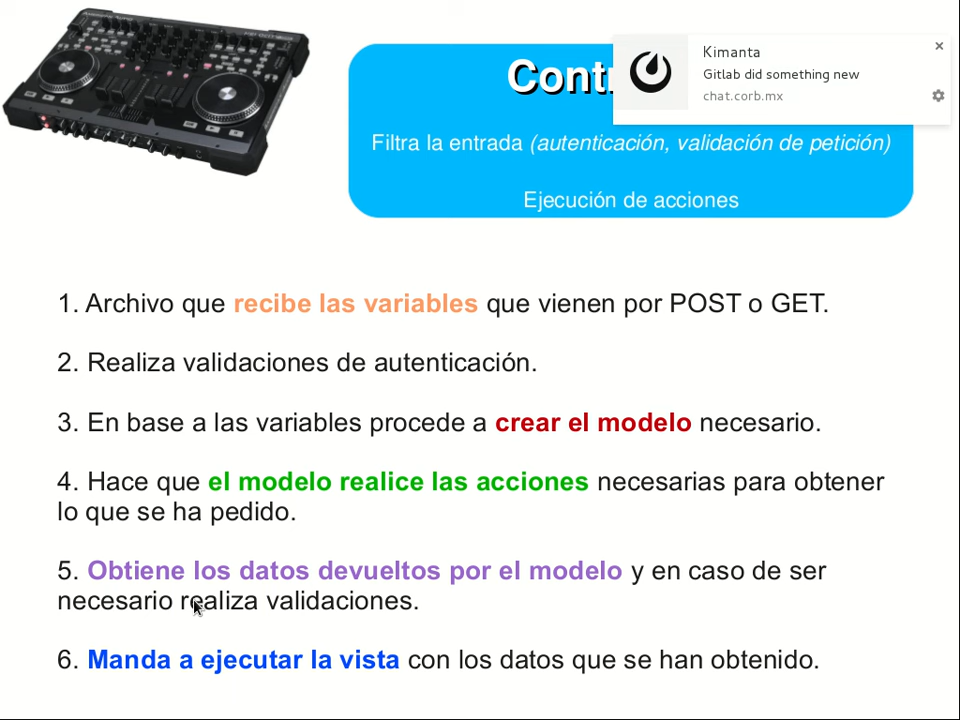 Contr
Kimanta
Gitlab did something new
chat.corb.mx
Filtra la entrada (autenticación, validación de petición)
Ejecución de acciones
1. Archivo que recibe las variables que vienen por POST o GET.
2. Realiza validaciones de autenticación.
3. En base a las variables procede a crear el modelo necesario.
4. Hace que el modelo realice las acciones necesarias para obtener
lo que se ha pedido.
5. Obtiene los datos devueltos por el modelo y en caso de ser
necesario realiza validaciones.
6. Manda a ejecutar la vista con los datos que se han obtenido.